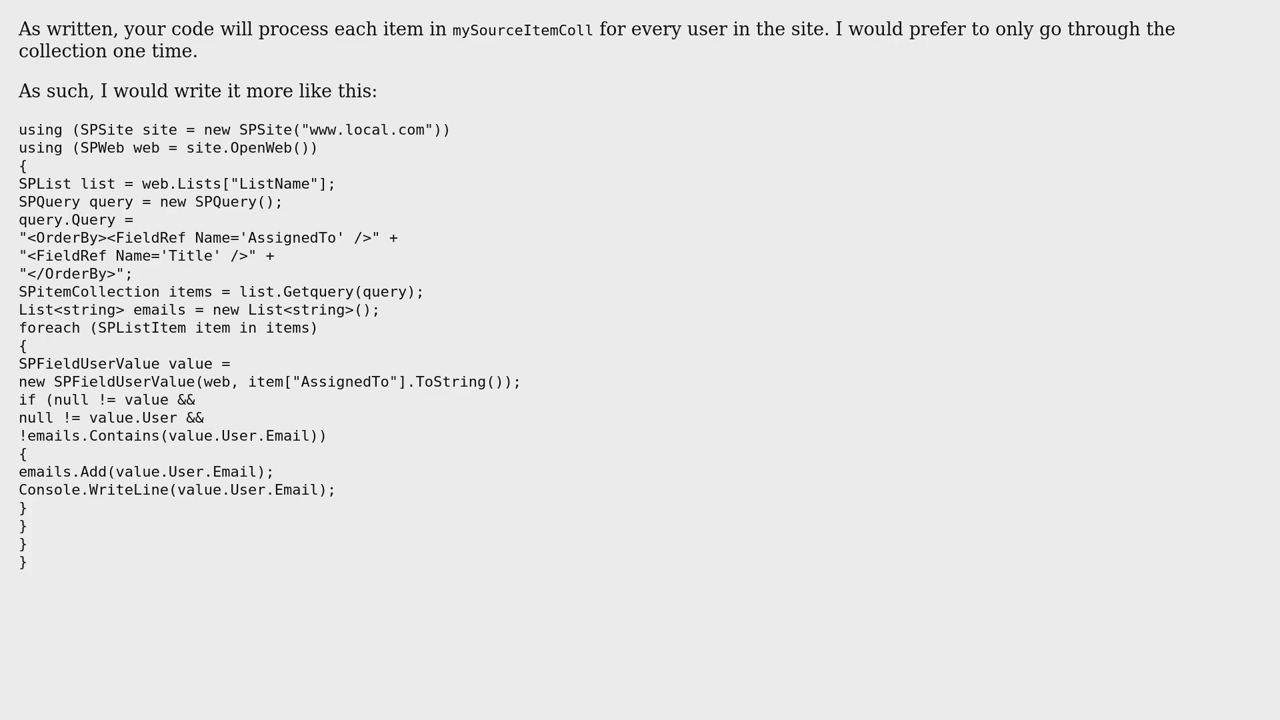 As written, your code will process each item in mySourceItemColl for every user in the site. I would prefer to only go through the
collection one time.
As such, I would write it more like this:
using (SPSite site = new SPSite("www.local.com"))
using (SPWeb web = site.OpenWeb())
{
SPList list = web.Lists["ListName"];
SPQuery query = new SPQuery();
query.Query =
"<OrderBy><FieldRef Name='AssignedTo' />" +
"<FieldRef Name='Title' />" +
"</OrderBy>";
SPitemCollection items = list.Getquery(query);
List<string> emails = new List<string>();
foreach (SPListItem item in items)
{
SPFieldUserValue value =
new SPFieldUserValue(web, item["AssignedTo"].ToString());
if (null != value &&
null != value.User &&
!emails.Contains(value.User.Email))
{
emails.Add(value.User.Email);
Console.WriteLine(value.User.Email);
}
}
}
}